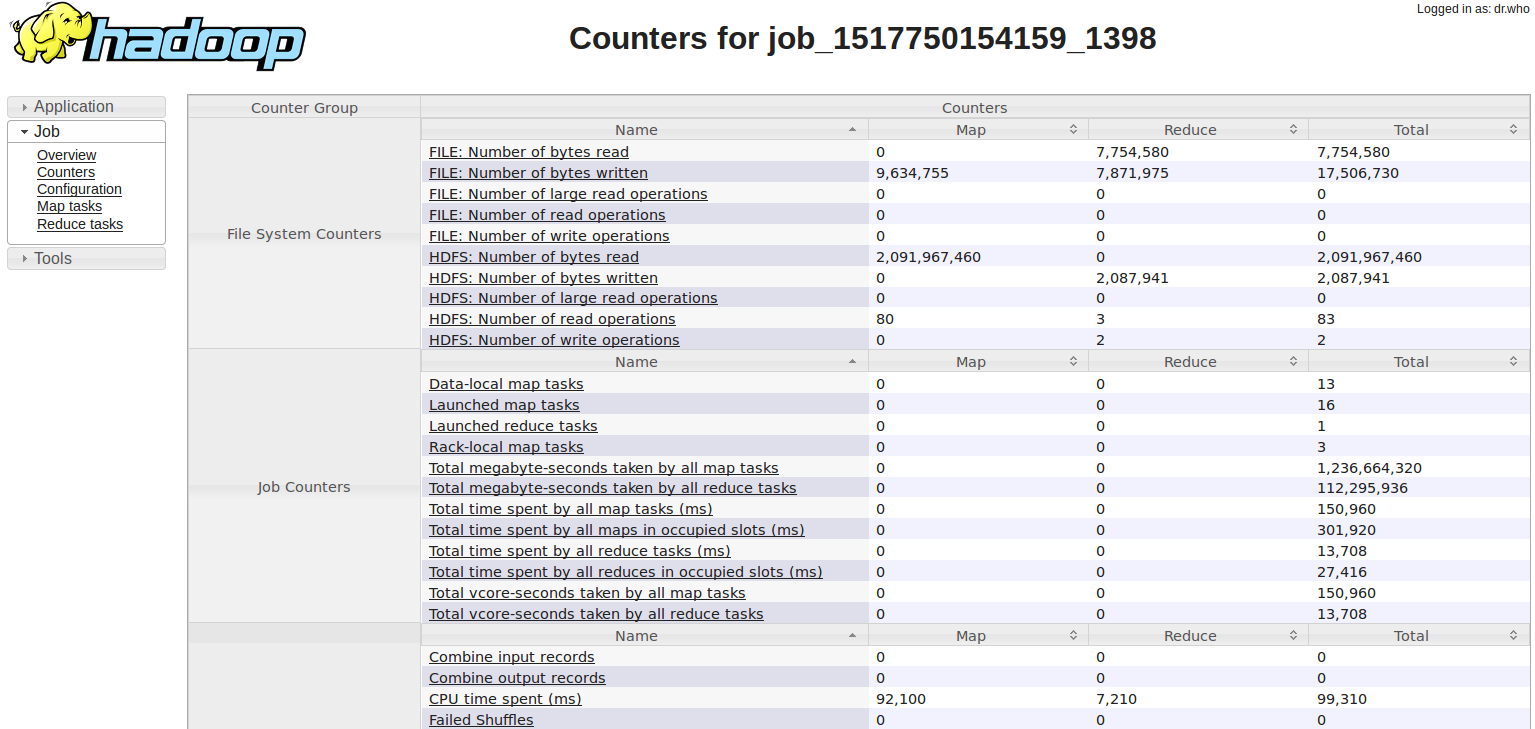 Logged in as: dr.who
hadoop
Counters for job_1517750154159_1398
Application
Job
Overview
Counters
Configuration
Map tasks
Reduce tasks
Tools
Counter Group Counters
File System Counters
Name Map Reduce Total
FILE: Number of bytes read 0 7,754,580 7,754,580
FILE: Number of bytes written 9,634,755 7,871,975 17,506,730
FILE: Number of large read operations 0 0 0
FILE: Number of read operations 0 0 0
FILE: Number of write operations 0 0 0
HDFS: Number of bytes read 2,091,967,460 0 2,091,967,460
HDFS: Number of bytes written 0 2,087,941 2,087,941
HDFS: Number of large read operations 0 0 0
HDFS: Number of read operations 80 3 83
HDFS: Number of write operations 0 2 2
Job Counters
Name Map Reduce Total
Data-local map tasks 0 0 13
Launched map tasks 0 0 16
Launched reduce tasks 0 0 1
Rack-local map tasks 0 0 3
Total megabyte-seconds taken by all map tasks 0 0 1,236,664,320
Total megabyte-seconds taken by all reduce tasks 0 0 112,295,936
Total time spent by all map tasks (ms) 0 0 150,960
Total time spent by all maps in occupied slots (ms) 0 0 301,920
Total time spent by all reduce tasks (ms) 0 0 13,708
Total time spent by all reduces in occupied slots (ms) 0 0 27,416
Total vcore-seconds taken by all map tasks 0 0 150,960
Total vcore-seconds taken by all reduce tasks 0 0 13,708
Name Map Reduce Total
Combine input records 0 0 0
Combine output records 0 0 0
CPU time spent (ms) 92,100 7,210 99,310
Failed Shuffles 0 0 0